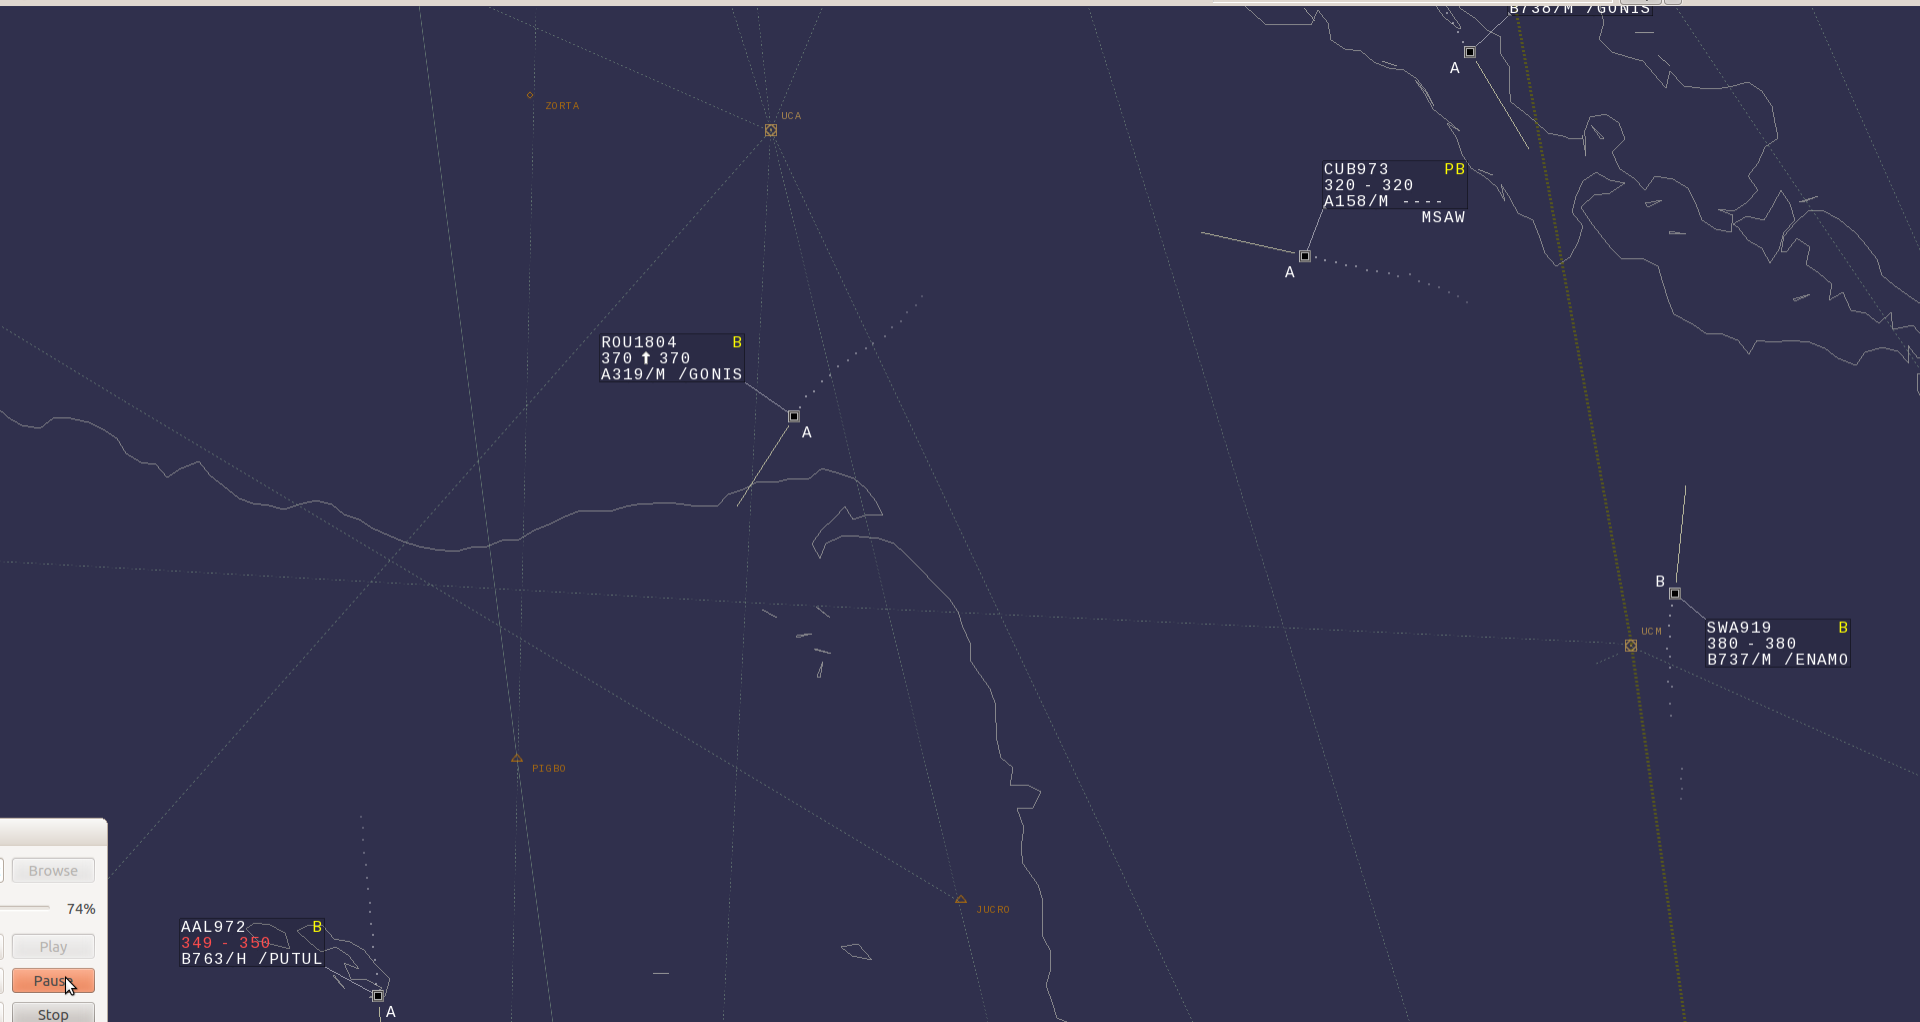 B738/M /GONIS
A
ZORTA
UCA
CUB973 PB
320 - 320
A158/M ----
MSAW
A
ROU1804 B
370 ⬆ 370
A319/M /GONIS
A
B
UCM
SWA919 B
380 - 380
B737/M /ENAMO
PIGBO
Browse
74%
JUCRO
AAL972 B
349 - 350
B763/H /PUTUL
Play
Pause
A
Stop